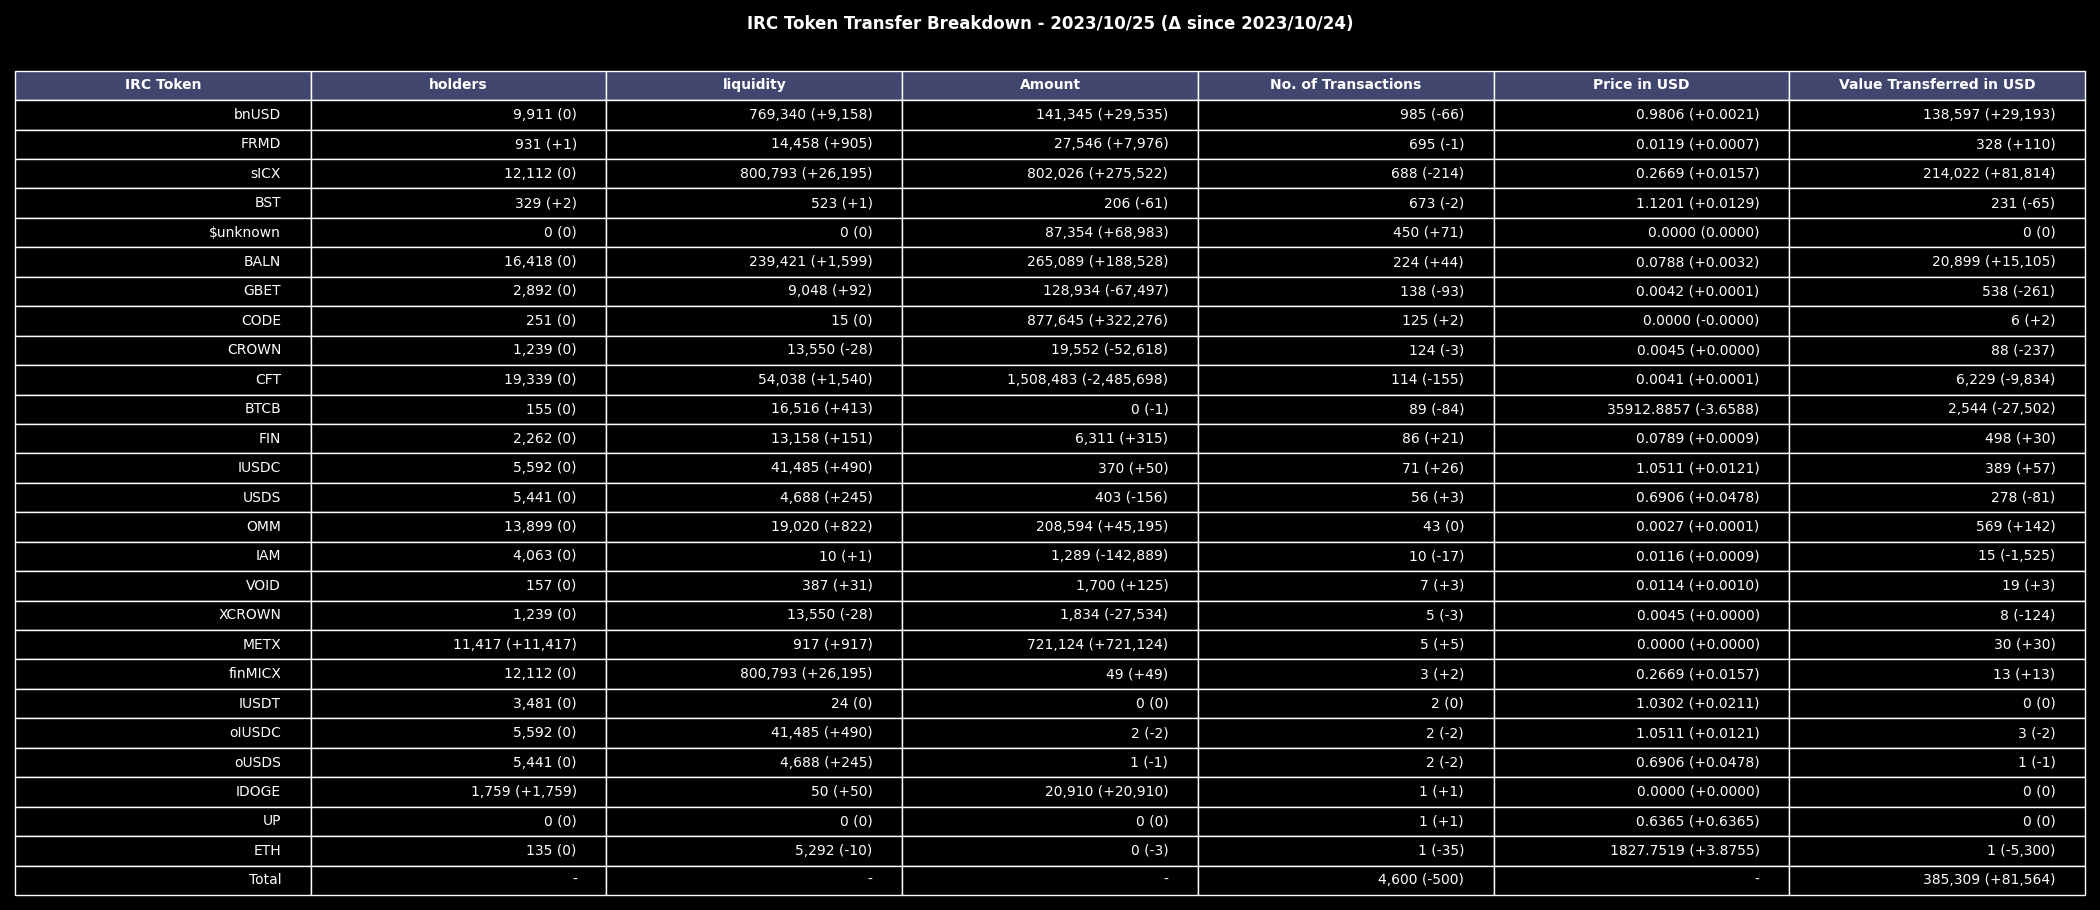 IRC Token Transfer Breakdown - 2023/10/25 (Δ since 2023/10/24)
IRC Token holders liquidity Amount No. of Transactions Price in USD Value Transferred in USD
bnUSD 9,911 (0) 769,340 (+9,158) 141,345 (+29,535) 985 (-66) 0.9806 (+0.0021) 138,597 (+29,193)
FRMD 931 (+1) 14,458 (+905) 27,546 (+7,976) 695 (-1) 0.0119 (+0.0007) 328 (+110)
sICX 12,112 (0) 800,793 (+26,195) 802,026 (+275,522) 688 (-214) 0.2669 (+0.0157) 214,022 (+81,814)
BST 329 (+2) 523 (+1) 206 (-61) 673 (-2) 1.1201 (+0.0129) 231 (-65)
$unknown 0 (0) 0 (0) 87,354 (+68,983) 450 (+71) 0.0000 (0.0000) 0 (0)
BALN 16,418 (0) 239,421 (+1,599) 265,089 (+188,528) 224 (+44) 0.0788 (+0.0032) 20,899 (+15,105)
GBET 2,892 (0) 9,048 (+92) 128,934 (-67,497) 138 (-93) 0.0042 (+0.0001) 538 (-261)
CODE 251 (0) 15 (0) 877,645 (+322,276) 125 (+2) 0.0000 (-0.0000) 6 (+2)
CROWN 1,239 (0) 13,550 (-28) 19,552 (-52,618) 124 (-3) 0.0045 (+0.0000) 88 (-237)
CFT 19,339 (0) 54,038 (+1,540) 1,508,483 (-2,485,698) 114 (-155) 0.0041 (+0.0001) 6,229 (-9,834)
BTCB 155 (0) 16,516 (+413) 0 (-1) 89 (-84) 35912.8857 (-3.6588) 2,544 (-27,502)
FIN 2,262 (0) 13,158 (+151) 6,311 (+315) 86 (+21) 0.0789 (+0.0009) 498 (+30)
IUSDC 5,592 (0) 41,485 (+490) 370 (+50) 71 (+26) 1.0511 (+0.0121) 389 (+57)
USDS 5,441 (0) 4,688 (+245) 403 (-156) 56 (+3) 0.6906 (+0.0478) 278 (-81)
OMM 13,899 (0) 19,020 (+822) 208,594 (+45,195) 43 (0) 0.0027 (+0.0001) 569 (+142)
IAM 4,063 (0) 10 (+1) 1,289 (-142,889) 10 (-17) 0.0116 (+0.0009) 15 (-1,525)
VOID 157 (0) 387 (+31) 1,700 (+125) 7 (+3) 0.0114 (+0.0010) 19 (+3)
XCROWN 1,239 (0) 13,550 (-28) 1,834 (-27,534) 5 (-3) 0.0045 (+0.0000) 8 (-124)
METX 11,417 (+11,417) 917 (+917) 721,124 (+721,124) 5 (+5) 0.0000 (+0.0000) 30 (+30)
finMICX 12,112 (0) 800,793 (+26,195) 49 (+49) 3 (+2) 0.2669 (+0.0157) 13 (+13)
IUSDT 3,481 (0) 24 (0) 0 (0) 2 (0) 1.0302 (+0.0211) 0 (0)
oIUSDC 5,592 (0) 41,485 (+490) 2 (-2) 2 (-2) 1.0511 (+0.0121) 3 (-2)
oUSDS 5,441 (0) 4,688 (+245) 1 (-1) 2 (-2) 0.6906 (+0.0478) 1 (-1)
IDOGE 1,759 (+1,759) 50 (+50) 20,910 (+20,910) 1 (+1) 0.0000 (+0.0000) 0 (0)
UP 0 (0) 0 (0) 0 (0) 1 (+1) 0.6365 (+0.6365) 0 (0)
ETH 135 (0) 5,292 (-10) 0 (-3) 1 (-35) 1827.7519 (+3.8755) 1 (-5,300)
Total - - - 4,600 (-500) - 385,309 (+81,564)